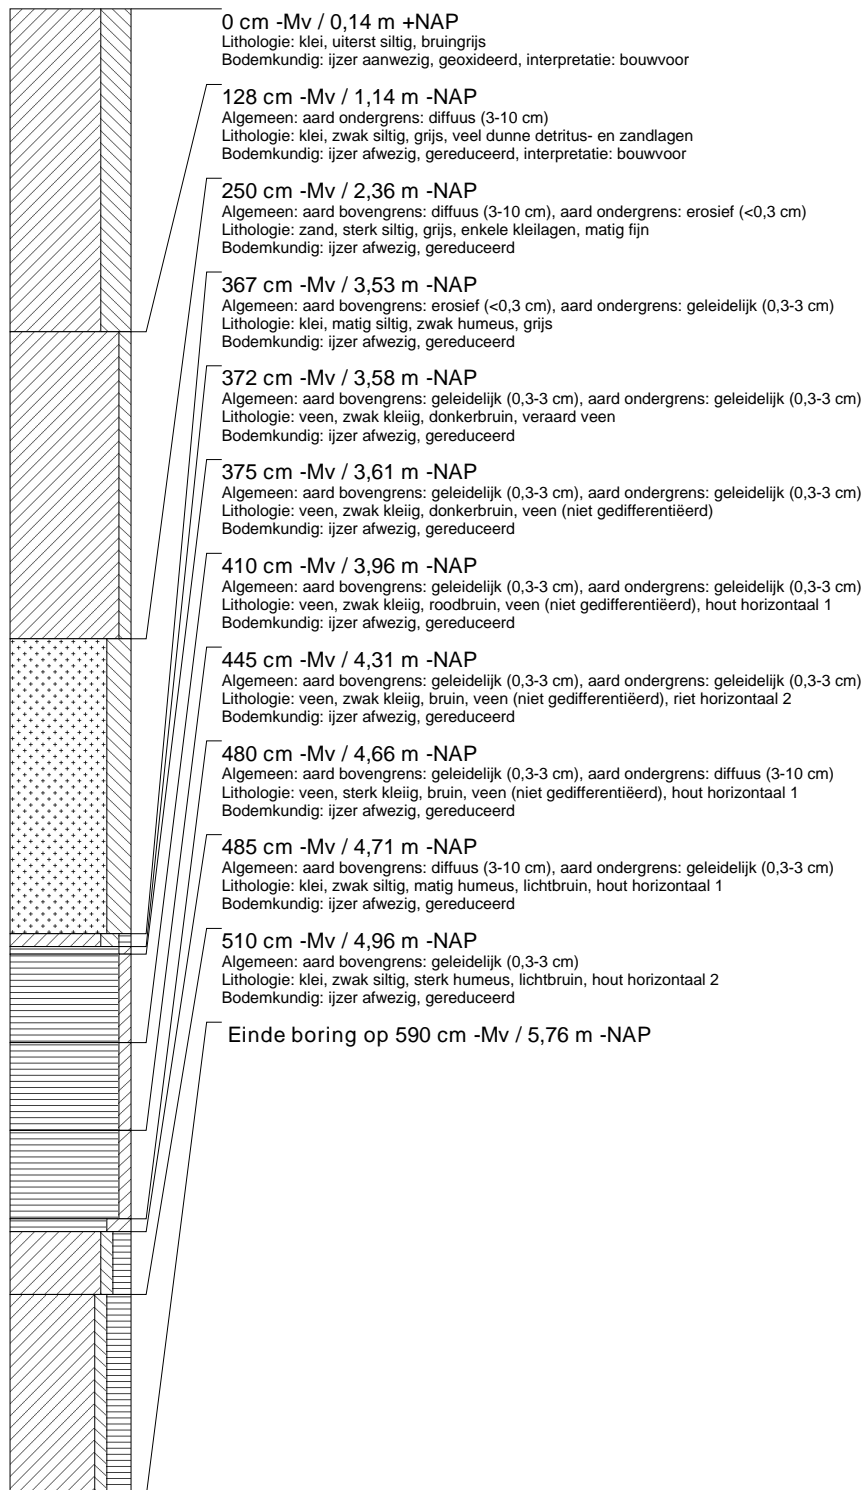 0 cm -Mv / 0,14 m +NAP
Lithologie: klei, uiterst siltig, bruingrijs
Bodemkundig: ijzer aanwezig, geoxideerd, interpretatie: bouwvoor
128 cm -Mv / 1,14 m -NAP
Algemeen: aard ondergrens: diffuus (3-10 cm)
Lithologie: klei, zwak siltig, grijs, veel dunne detritus- en zandlagen
Bodemkundig: ijzer afwezig, gereduceerd, interpretatie: bouwvoor
250 cm -Mv / 2,36 m -NAP
Algemeen: aard bovengrens: diffuus (3-10 cm), aard ondergrens: erosief (<0,3 cm)
Lithologie: zand, sterk siltig, grijs, enkele kleilagen, matig fijn
Bodemkundig: ijzer afwezig, gereduceerd
367 cm -Mv / 3,53 m -NAP
Algemeen: aard bovengrens: erosief (<0,3 cm), aard ondergrens: geleidelijk (0,3-3 cm)
Lithologie: klei, matig siltig, zwak humeus, grijs
Bodemkundig: ijzer afwezig, gereduceerd
372 cm -Mv / 3,58 m -NAP
Algemeen: aard bovengrens: geleidelijk (0,3-3 cm), aard ondergrens: geleidelijk (0,3-3 cm)
Lithologie: veen, zwak kleiig, donkerbruin, veraard veen
Bodemkundig: ijzer afwezig, gereduceerd
375 cm -Mv / 3,61 m -NAP
Algemeen: aard bovengrens: geleidelijk (0,3-3 cm), aard ondergrens: geleidelijk (0,3-3 cm)
Lithologie: veen, zwak kleiig, donkerbruin, veen (niet gedifferentiëerd)
Bodemkundig: ijzer afwezig, gereduceerd
410 cm -Mv / 3,96 m -NAP
Algemeen: aard bovengrens: geleidelijk (0,3-3 cm), aard ondergrens: geleidelijk (0,3-3 cm)
Lithologie: veen, zwak kleiig, roodbruin, veen (niet gedifferentiëerd), hout horizontaal 1
Bodemkundig: ijzer afwezig, gereduceerd
445 cm -Mv / 4,31 m -NAP
Algemeen: aard bovengrens: geleidelijk (0,3-3 cm), aard ondergrens: geleidelijk (0,3-3 cm)
Lithologie: veen, zwak kleiig, bruin, veen (niet gedifferentiëerd), riet horizontaal 2
Bodemkundig: ijzer afwezig, gereduceerd
480 cm -Mv / 4,66 m -NAP
Algemeen: aard bovengrens: geleidelijk (0,3-3 cm), aard ondergrens: diffuus (3-10 cm)
Lithologie: veen, sterk kleiig, bruin, veen (niet gedifferentiëerd), hout horizontaal 1
Bodemkundig: ijzer afwezig, gereduceerd
485 cm -Mv / 4,71 m -NAP
Algemeen: aard bovengrens: diffuus (3-10 cm), aard ondergrens: geleidelijk (0,3-3 cm)
Lithologie: klei, zwak siltig, matig humeus, lichtbruin, hout horizontaal 1
Bodemkundig: ijzer afwezig, gereduceerd
510 cm -Mv / 4,96 m -NAP
Algemeen: aard bovengrens: geleidelijk (0,3-3 cm)
Lithologie: klei, zwak siltig, sterk humeus, lichtbruin, hout horizontaal 2
Bodemkundig: ijzer afwezig, gereduceerd
Einde boring op 590 cm -Mv / 5,76 m -NAP